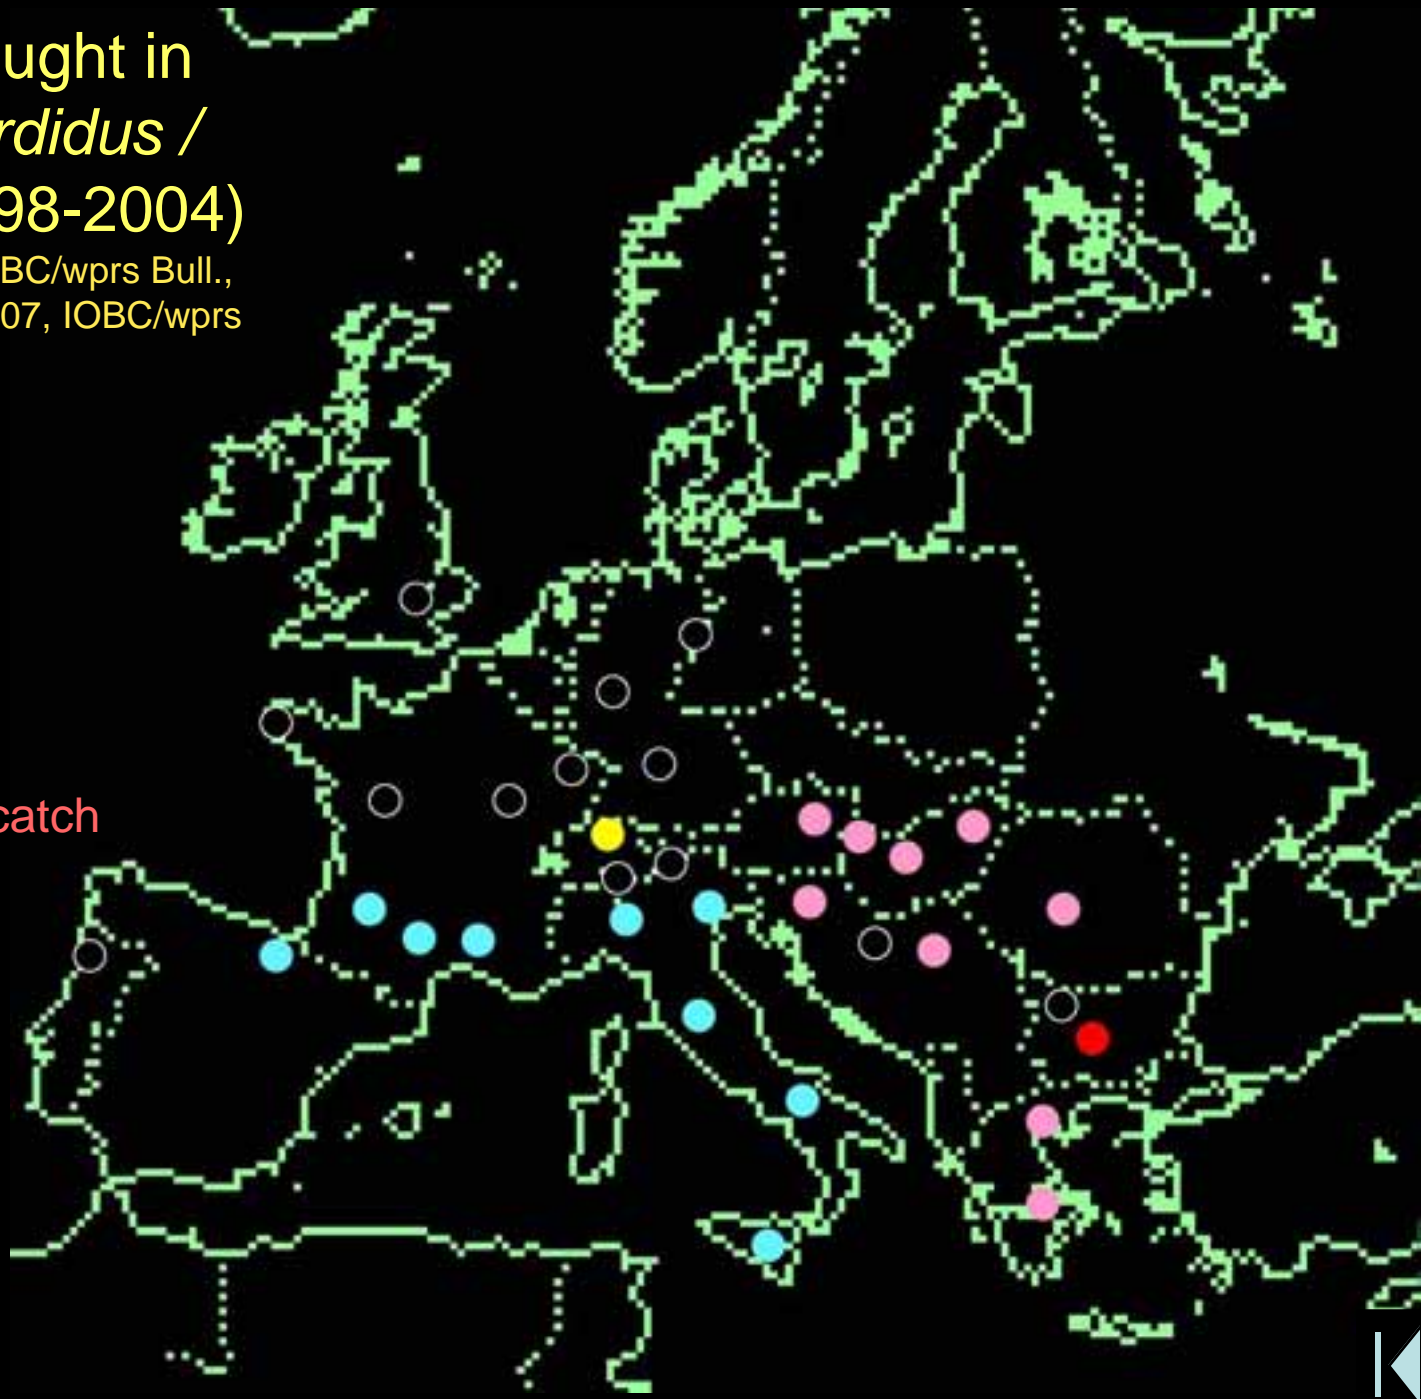 ught in
rdidus /
98-2004)
BC/wprs Bull.,
07, IOBC/wprs
catch